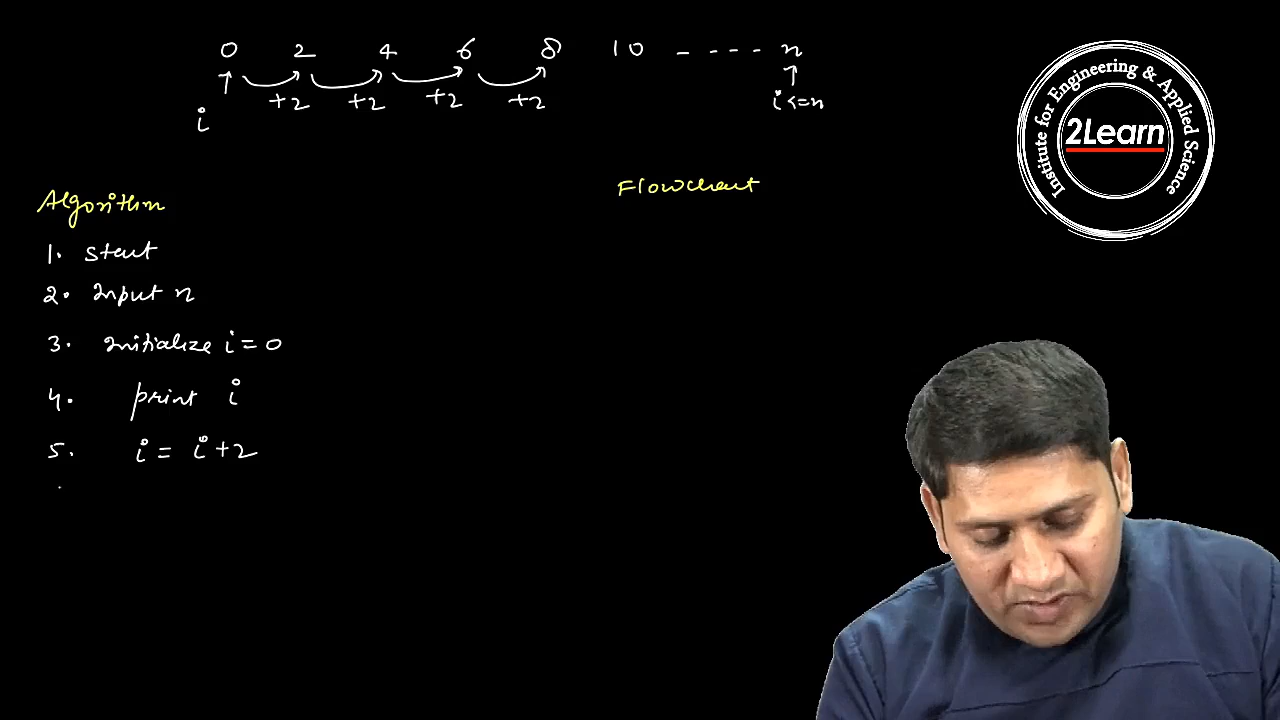 0 2 4 6 8 10 - - - - n
+2 +2 +2 +2 i<=n
i
Institute for Engineering & Applied Science
2Learn
Algorithm
Flowchart
1. Start
2. Input n
3. Initialize i = 0
4. print i
5. i = i + 2